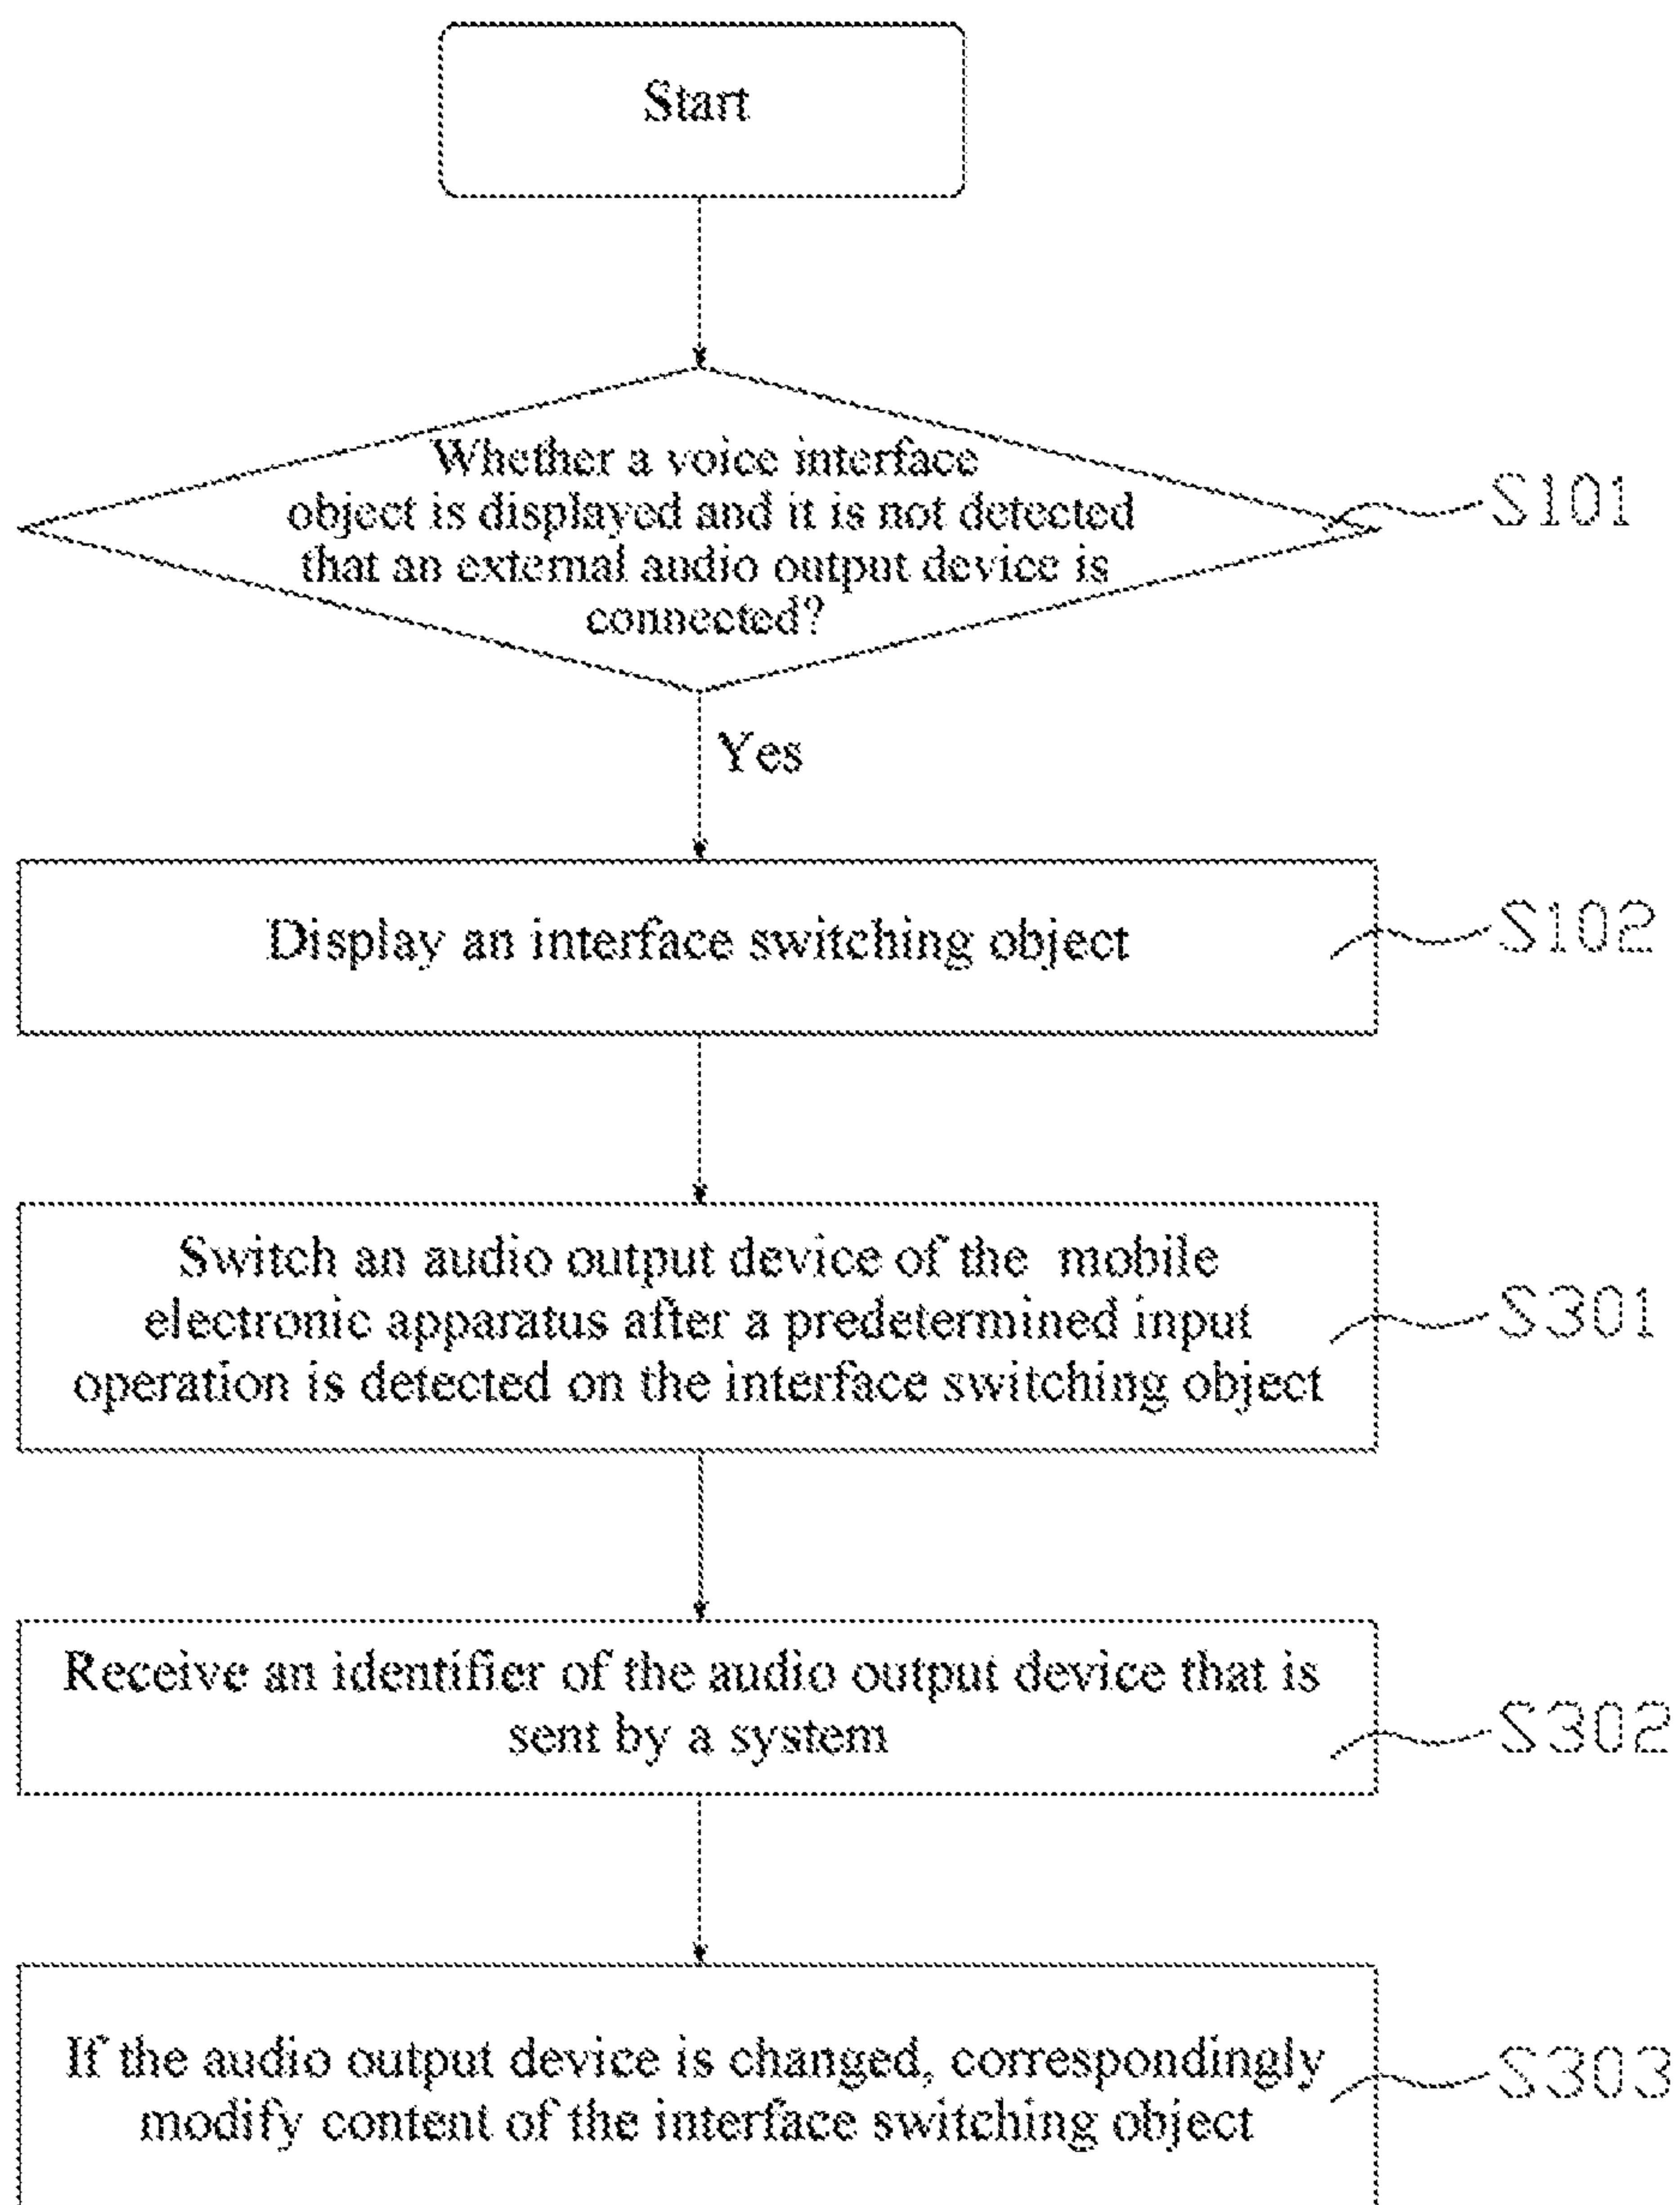 Start
Whether a voice interface
object is displayed and it is not detected
that an external audio output device is
connected?
S101
Yes
Display an interface switching object
S102
Switch an audio output device of the mobile
electronic apparatus after a predetermined input
operation is detected on the interface switching object
S301
Receive an identifier of the audio output device that is
sent by a system
S302
If the audio output device is changed, correspondingly
modify content of the interface switching object
S303